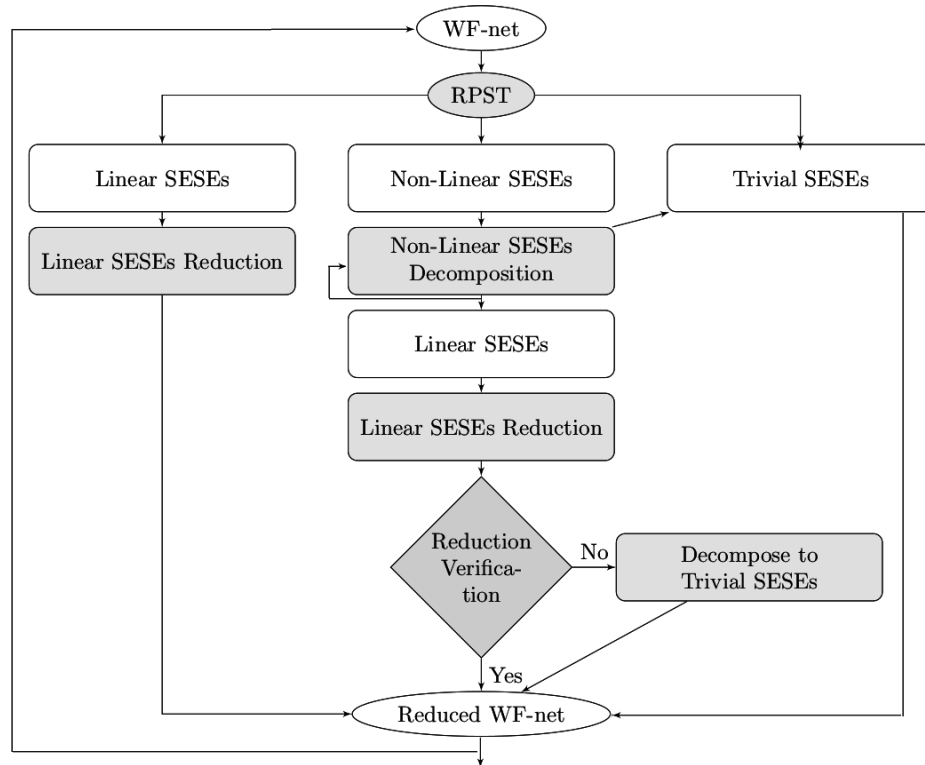 WF-net
RPST
Linear SESEs
Non-Linear SESEs
Trivial SESEs
Linear SESEs Reduction
Non-Linear SESEs
Decomposition
Linear SESEs
Linear SESEs Reduction
Reduction
Verifica-
tion
No
Decompose to
Trivial SESEs
Yes
Reduced WF-net